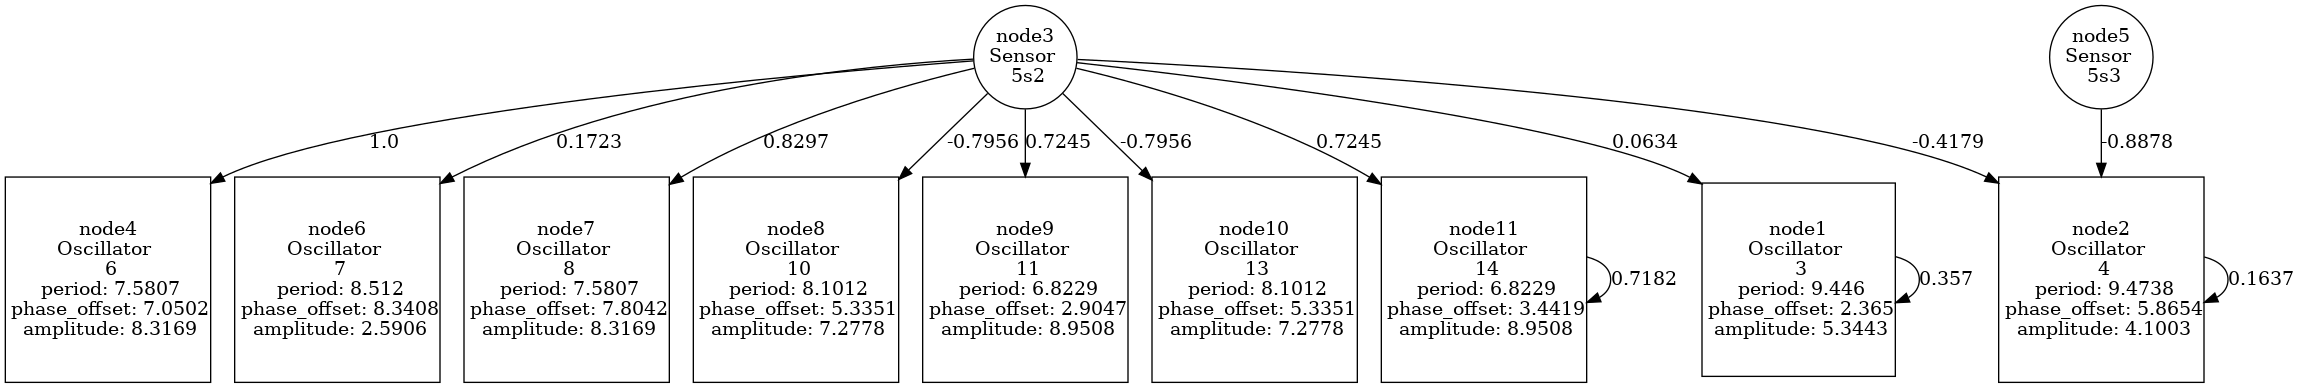 node3
Sensor
5s2
node5
Sensor
5s3
1.0
0.1723
0.8297
-0.7956
0.7245
-0.7956
0.7245
0.0634
-0.4179
-0.8878
node4
Oscillator
6
period: 7.5807
phase_offset: 7.0502
amplitude: 8.3169
node6
Oscillator
7
period: 8.512
phase_offset: 8.3408
amplitude: 2.5906
node7
Oscillator
8
period: 7.5807
phase_offset: 7.8042
amplitude: 8.3169
node8
Oscillator
10
period: 8.1012
phase_offset: 5.3351
amplitude: 7.2778
node9
Oscillator
11
period: 6.8229
phase_offset: 2.9047
amplitude: 8.9508
node10
Oscillator
13
period: 8.1012
phase_offset: 5.3351
amplitude: 7.2778
node11
Oscillator
14
period: 6.8229
phase_offset: 3.4419
amplitude: 8.9508
0.7182
node1
Oscillator
3
period: 9.446
phase_offset: 2.365
amplitude: 5.3443
0.357
node2
Oscillator
4
period: 9.4738
phase_offset: 5.8654
amplitude: 4.1003
0.1637